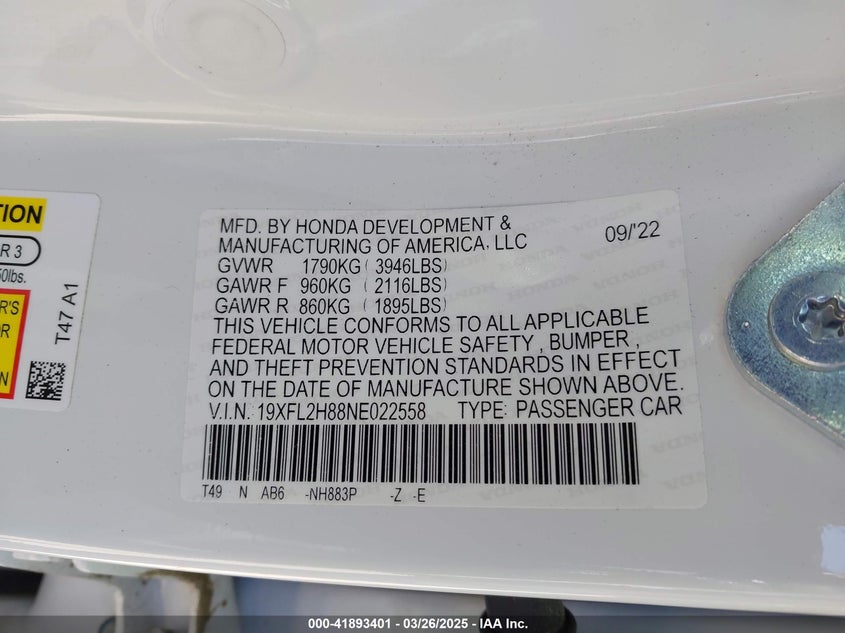 TION
R 3
50lbs.
R'S
OR
N
T47 A1
MFD. BY HONDA DEVELOPMENT & MANUFACTURING OF AMERICA, LLC 09/'22
GVWR 1790KG ( 3946LBS)
GAWR F 960KG ( 2116LBS)
GAWR R 860KG ( 1895LBS)
THIS VEHICLE CONFORMS TO ALL APPLICABLE
FEDERAL MOTOR VEHICLE SAFETY , BUMPER ,
AND THEFT PREVENTION STANDARDS IN EFFECT
ON THE DATE OF MANUFACTURE SHOWN ABOVE.
V.I.N. 19XFL2H88NE022558 TYPE: PASSENGER CAR
T49 N AB6 -NH883P -Z -E
000-41893401 - 03/26/2025 - IAA Inc.